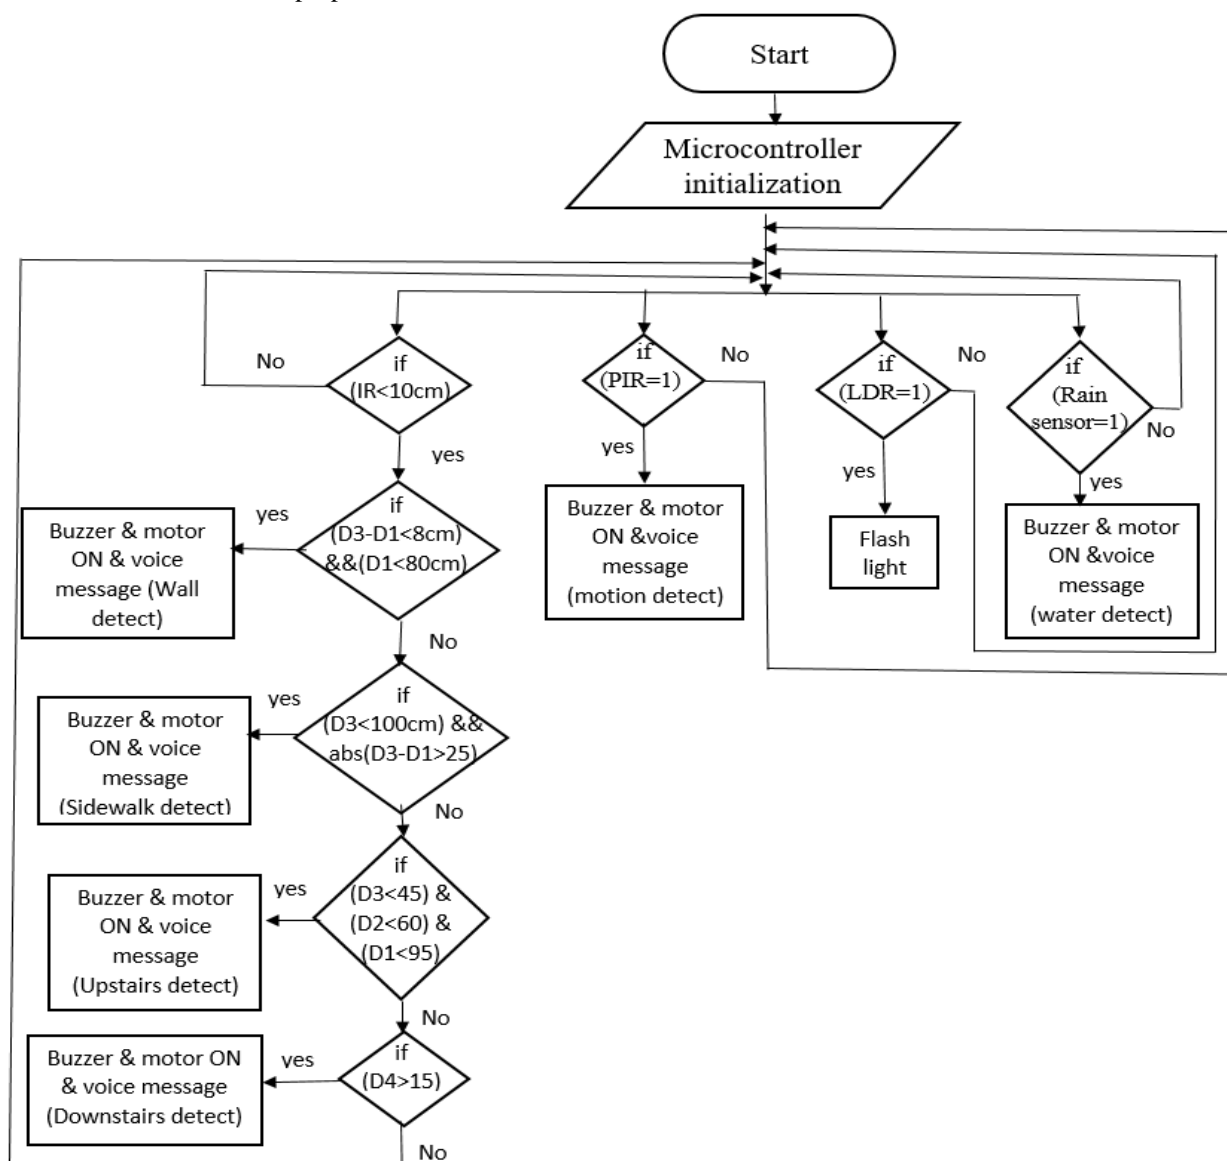 Start
Microcontroller
initialization
No
if
(IR<10cm)
yes
if
(PIR=1)
No
yes
Buzzer & motor
ON &voice
message
(motion detect)
if
(LDR=1)
No
yes
Flash
light
if
(Rain
sensor=1)
No
yes
Buzzer & motor
ON &voice
message
(water detect)
if
(D3-D1<8cm)
&&(D1<80cm)
yes
Buzzer & motor
ON & voice
message (Wall
detect)
No
if
(D3<100cm) &&
abs(D3-D1>25)
yes
Buzzer & motor
ON & voice
message
(Sidewalk detect)
No
if
(D3<45) &
(D2<60) &
(D1<95)
yes
Buzzer & motor
ON & voice
message
(Upstairs detect)
No
if
(D4>15)
yes
Buzzer & motor ON
& voice message
(Downstairs detect)
No